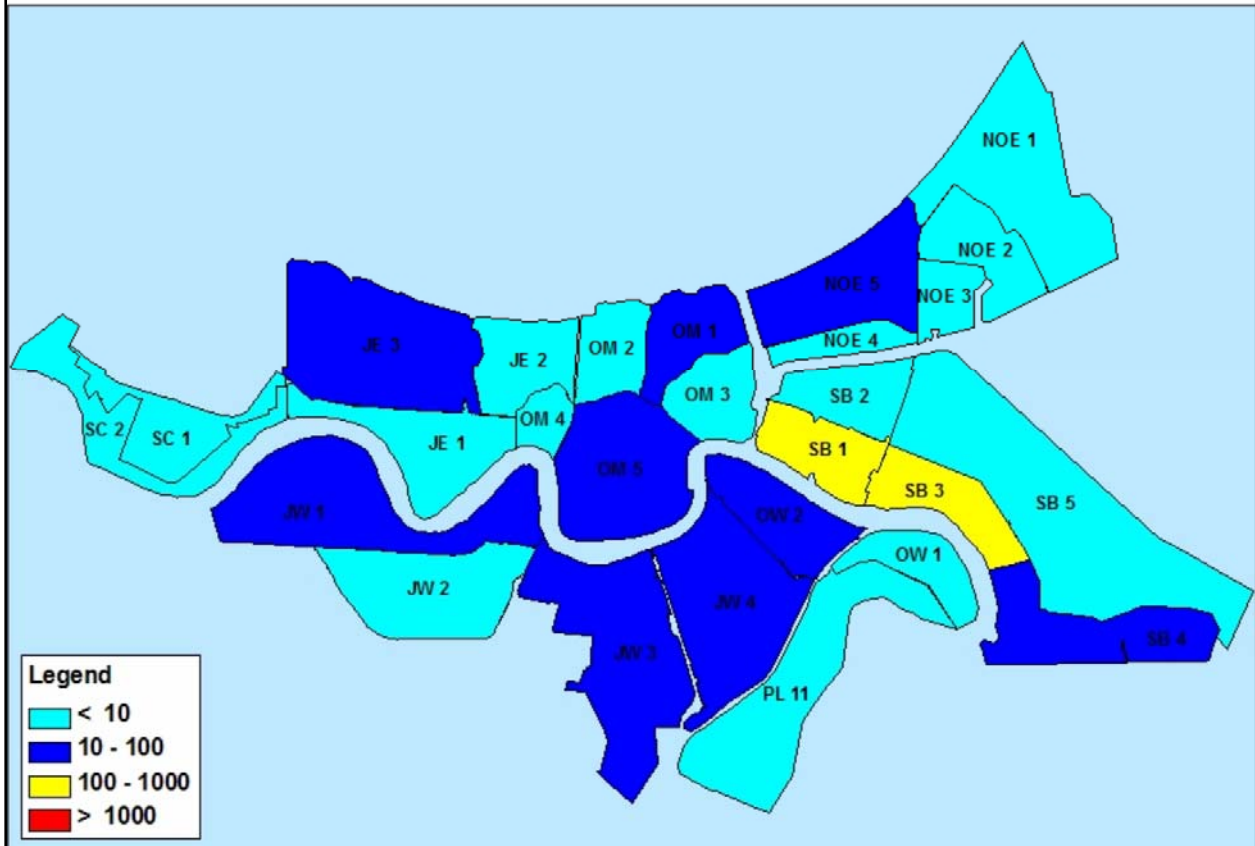 NOE 1
NOE 2
NOE 5
NOE 3
NOE 4
JE 3
OM 1
JE 2
OM 2
OM 3
SB 2
OM 4
SC 2
SC 1
JE 1
SB 1
OM 5
SB 3
SB 5
JW 1
OW 2
OW 1
JW 2
JW 4
SB 4
JW 3
PL 11
Legend
< 10
10 - 100
100 - 1000
> 1000